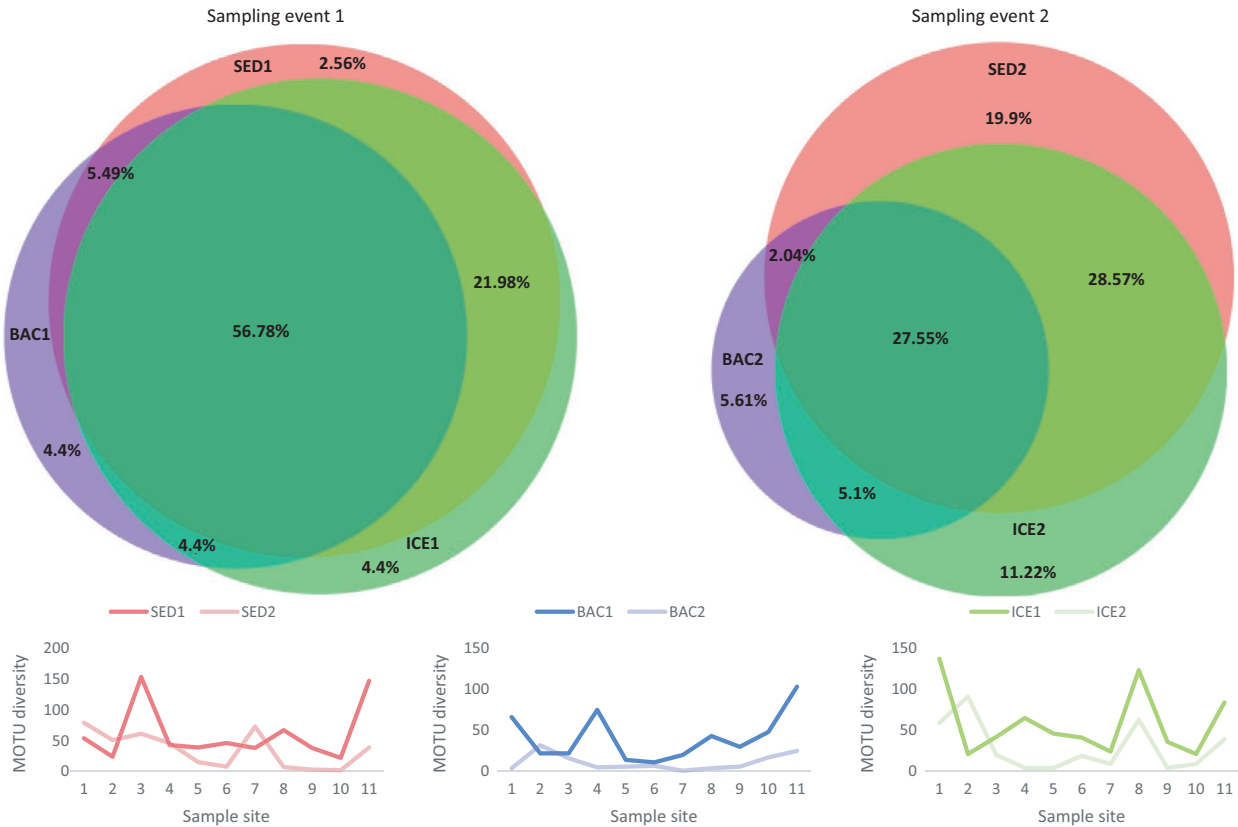 Sampling event 1
Sampling event 2
SED1
2.56%
5.49%
21.98%
BAC1
56.78%
4.4%
4.4%
ICE1
4.4%
SED2
19.9%
2.04%
28.57%
BAC2
27.55%
5.61%
5.1%
ICE2
11.22%
SED1 SED2
MOTU diversity
200
150
100
50
0
1 2 3 4 5 6 7 8 9 10 11
Sample site
BAC1 BAC2
MOTU diversity
150
100
50
0
1 2 3 4 5 6 7 8 9 10 11
Sample site
ICE1 ICE2
MOTU diversity
150
100
50
0
1 2 3 4 5 6 7 8 9 10 11
Sample site